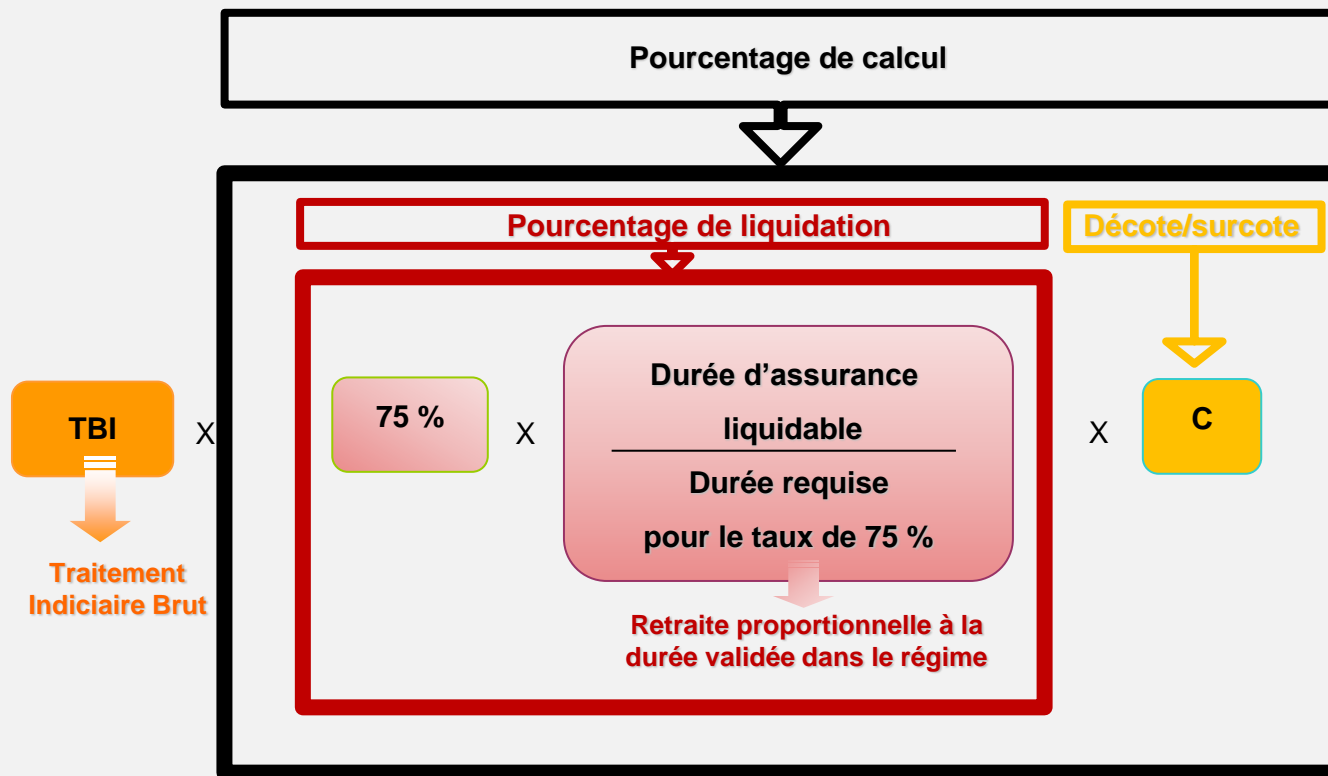 Pourcentage de calcul
Pourcentage de liquidation
Décote/surcote
TBI
X
75 %
X
Durée d’assurance
liquidable
Durée requise
pour le taux de 75 %
X
C
Traitement
Indiciaire Brut
Retraite proportionnelle à la
durée validée dans le régime